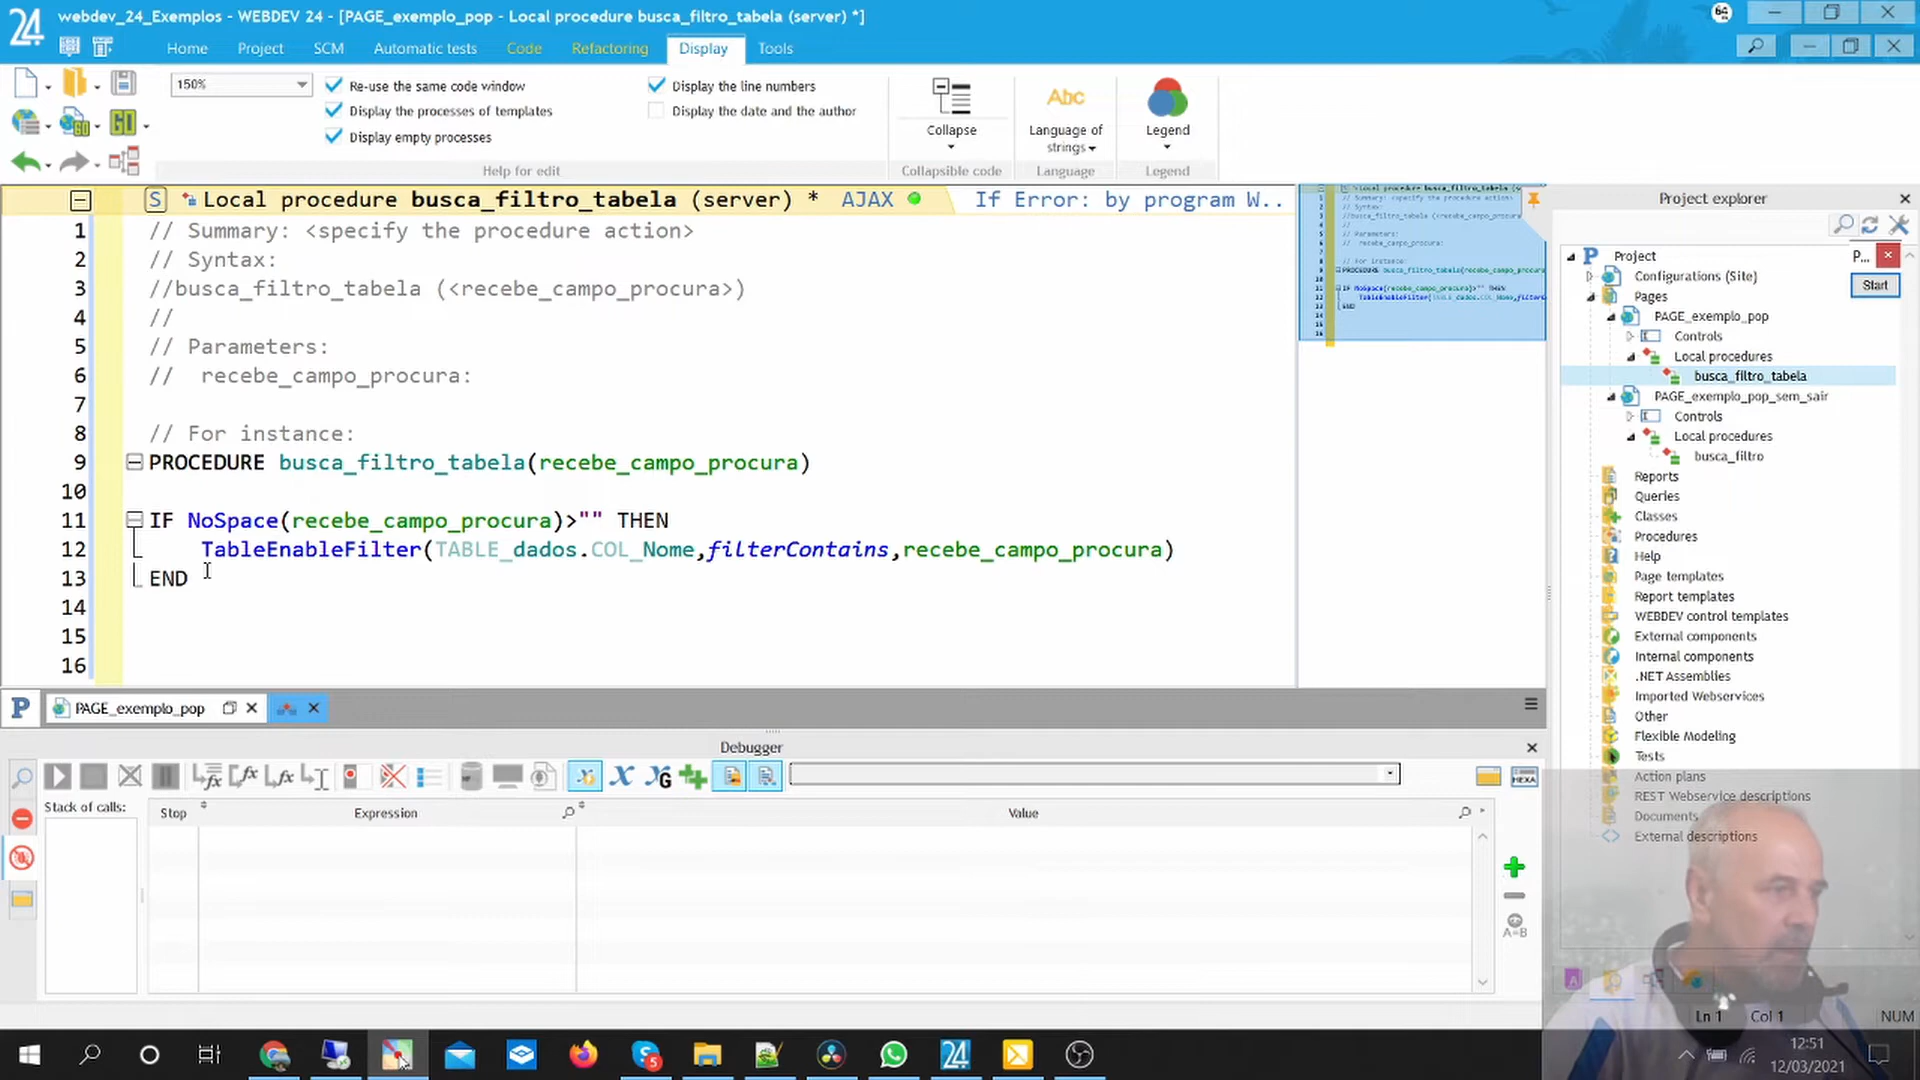 24 webdev_24_Exemplos - WEBDEV 24 - [PAGE_exemplo_pop - Local procedure busca_filtro_tabela (server) *]
64
Home Project SCM Automatic tests Code Refactoring Display Tools
150%
Re-use the same code window
Display the processes of templates
Display empty processes
Display the line numbers
Display the date and the author
Help for edit
Collapse
Collapsible code
Abc
Language of
strings
Language
Legend
Legend
GO
S Local procedure busca_filtro_tabela (server) * AJAX If Error: by program W..
1 // Summary: <specify the procedure action>
2 // Syntax:
3 //busca_filtro_tabela (<recebe_campo_procura>)
4 //
5 // Parameters:
6 // recebe_campo_procura:
7
8 // For instance:
9 PROCEDURE busca_filtro_tabela(recebe_campo_procura)
10
11 IF NoSpace(recebe_campo_procura)>"" THEN
12 TableEnableFilter(TABLE_dados.COL_Nome,filterContains,recebe_campo_procura)
13 END
14
15
16
Project explorer
Project
P...
Start
Configurations (Site)
Pages
PAGE_exemplo_pop
Controls
Local procedures
busca_filtro_tabela
PAGE_exemplo_pop_sem_sair
Controls
Local procedures
busca_filtro
Reports
Queries
Classes
Procedures
Help
Page templates
Report templates
WEBDEV control templates
External components
Internal components
.NET Assemblies
Imported Webservices
Other
Flexible Modeling
Tests
Action plans
REST Webservice descriptions
Documents
External descriptions
PAGE_exemplo_pop
Debugger
HEXA
Stack of calls:
Stop Expression Value
A=B
Ln 1 Col 1 NUM
12:51
12/03/2021